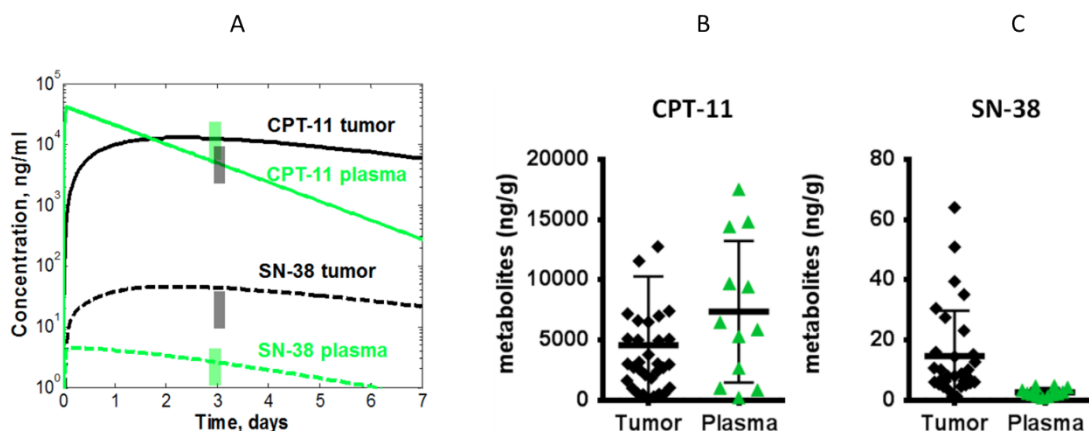 A
B
C
Concentration, ng/ml
10^5
10^4
10^3
10^2
10^1
10^0
CPT-11 tumor
CPT-11 plasma
SN-38 tumor
SN-38 plasma
0 1 2 3 4 5 6 7
Time, days
CPT-11
metabolites (ng/g)
20000
15000
10000
5000
0
Tumor Plasma
SN-38
metabolites (ng/g)
80
60
40
20
0
Tumor Plasma